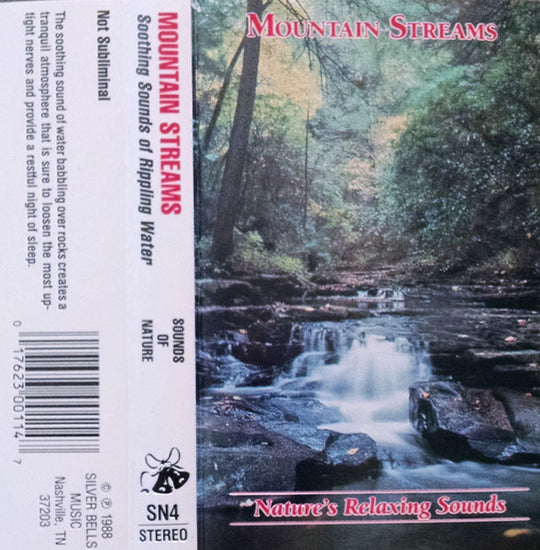 Not Subliminal
The soothing sound of water babbling over rocks creates a
tranquil atmosphere that is sure to loosen the most up-
tight nerves and provide a restful night of sleep.
0 17623 00114 7
© ℗ 1988
SILVER BELLS
MUSIC
Nashville, TN
37203
MOUNTAIN STREAMS
Soothing Sounds of Rippling Water
SOUNDS
OF
NATURE
SN4
STEREO
MOUNTAIN STREAMS
Nature's Relaxing Sounds